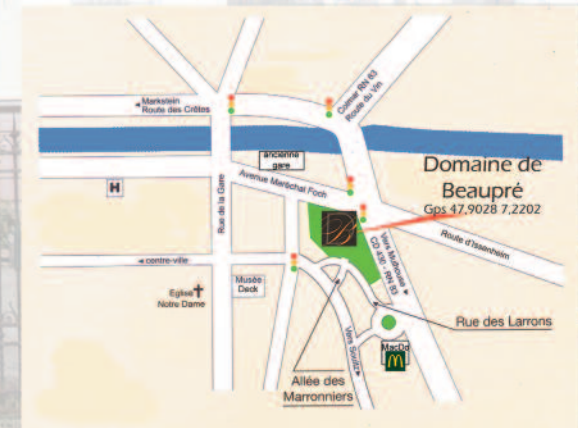 Markstein
Route des Crêtes
Colmar RN 83
Route du Vin
ancienne
gare
Avenue Maréchal Foch
H
Rue de la Gare
Domaine de
Beaupré
Gps 47,9028 7,2202
B
Route d'Issenheim
Vers Mulhouse
CD 430 - RN 83
centre-ville
Musée
Deck
Eglise
Notre Dame
Rue des Larrons
Vers Soultz
MacDo
M
Allée des
Marronniers